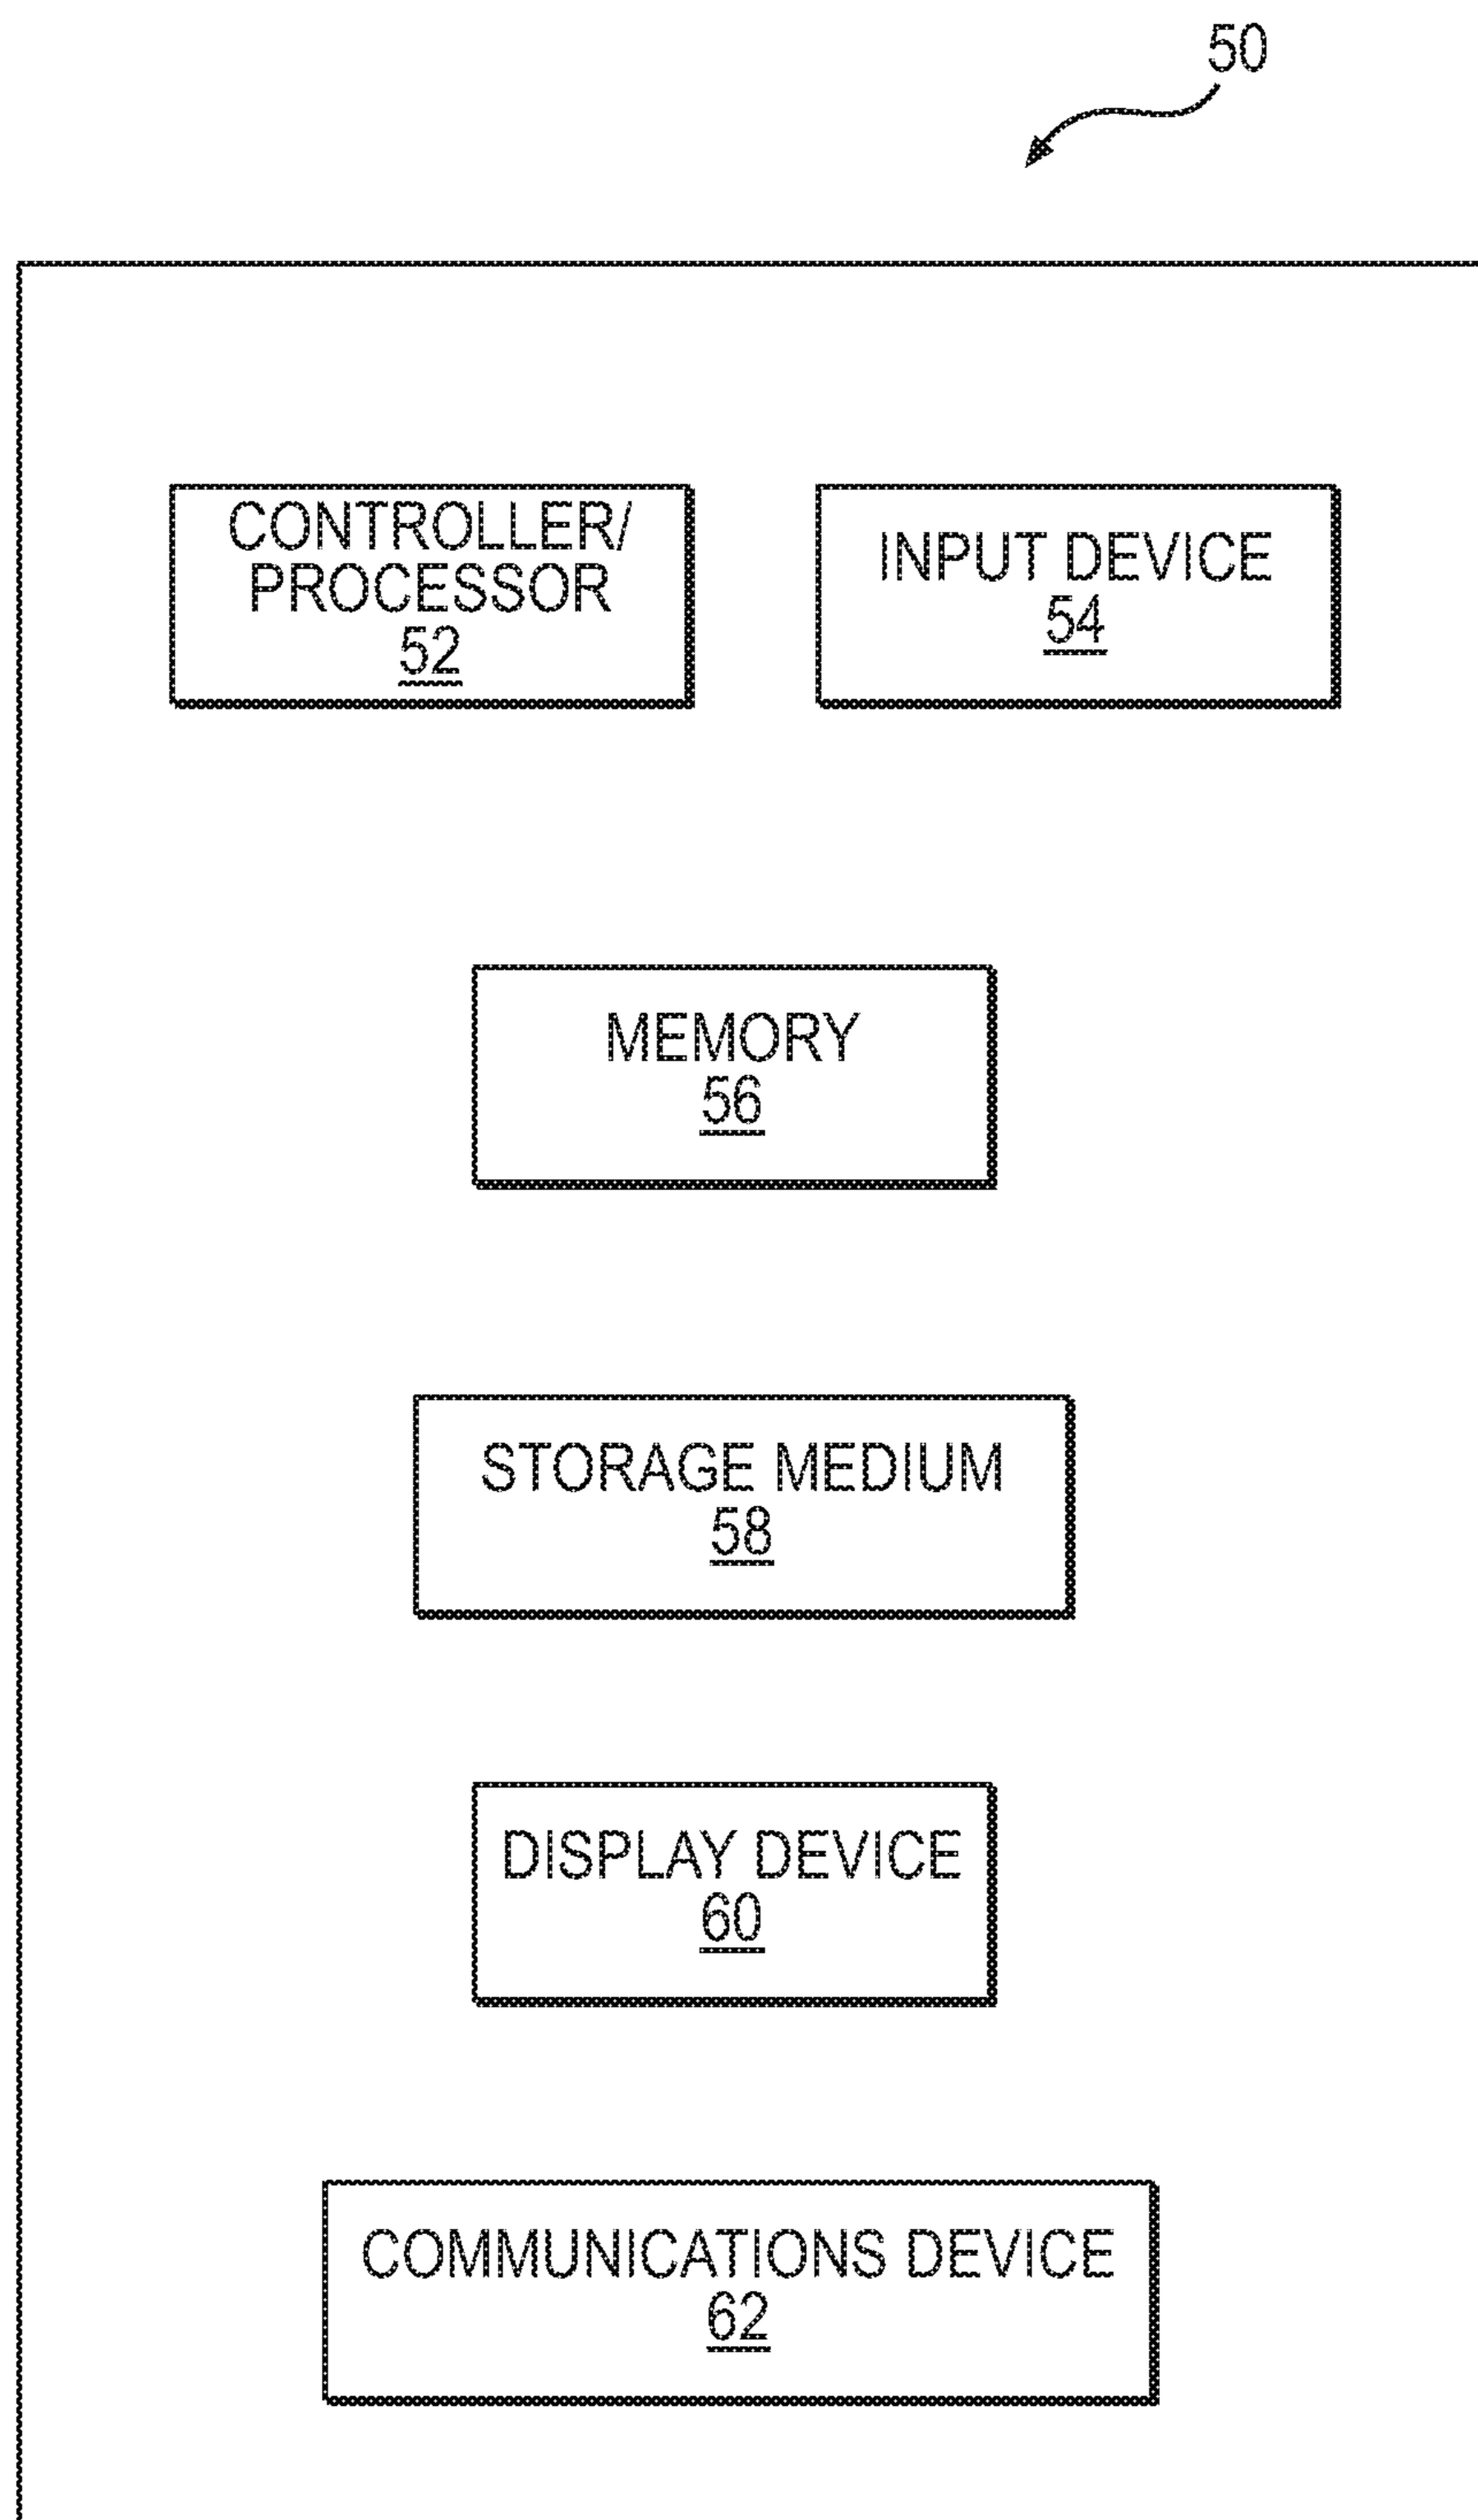 50
CONTROLLER/
PROCESSOR
52
INPUT DEVICE
54
MEMORY
56
STORAGE MEDIUM
58
DISPLAY DEVICE
60
COMMUNICATIONS DEVICE
62